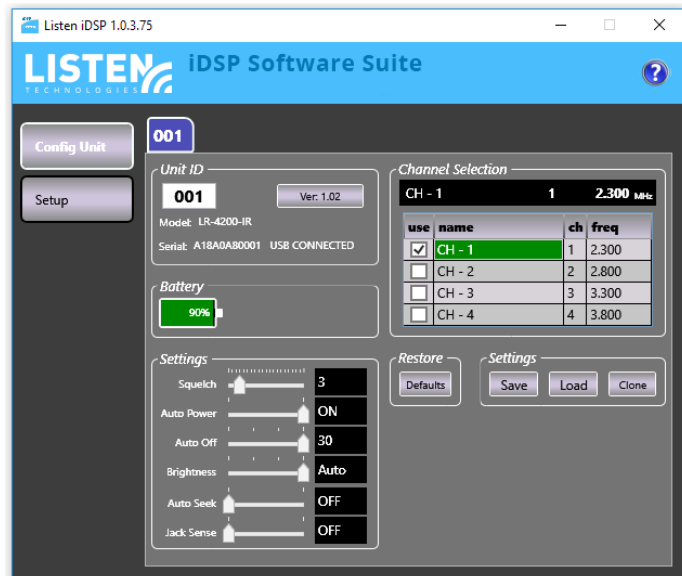 Listen iDSP 1.0.3.75
LISTEN
TECHNOLOGIES
iDSP Software Suite
?
Config Unit
Setup
001
Unit ID
001 Ver: 1.02
Model: LR-4200-IR
Serial: A18A0A80001 USB CONNECTED
Battery
90%
Channel Selection
CH - 1 1 2.300 MHz
use name ch freq
CH - 1 1 2.300
CH - 2 2 2.800
CH - 3 3 3.300
CH - 4 4 3.800
Settings
Squelch 3
Auto Power ON
Auto Off 30
Brightness Auto
Auto Seek OFF
Jack Sense OFF
Restore
Defaults
Settings
Save Load Clone